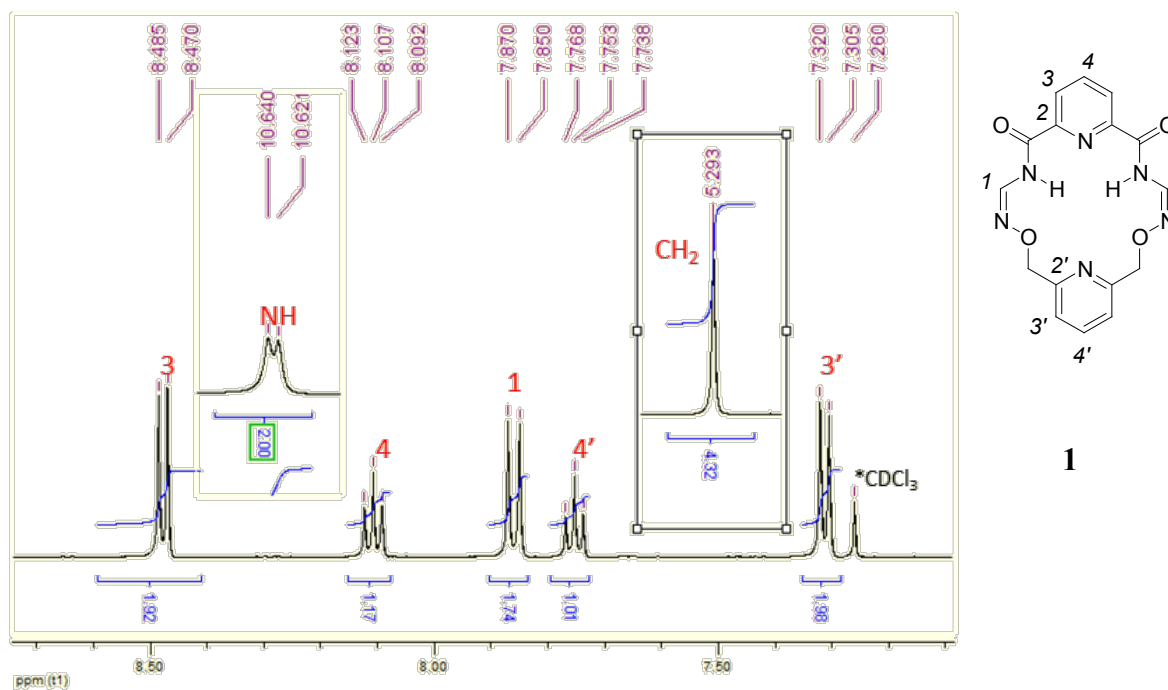 8.485
8.470
8.123
8.107
8.092
7.870
7.850
7.768
7.753
7.738
7.320
7.305
7.260
10.640
10.621
5.293
CH2
NH
3
4
1
4’
3’
*CDCl3
2.00
4.32
1.92
1.17
1.74
1.01
1.98
8.50
8.00
7.50
ppm (t1)
4
3
2
O
N
O
1
N
H
H
N
N
O
O
N
2'
N
3'
4'
1